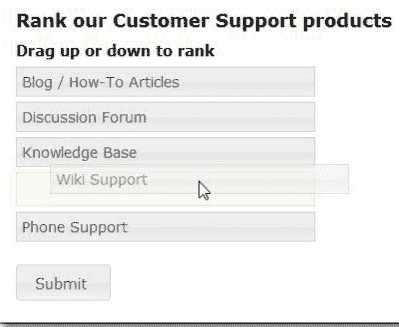 Rank our Customer Support products
Drag up or down to rank
Blog / How-To Articles
Discussion Forum
Knowledge Base
Wiki Support
Phone Support
Submit